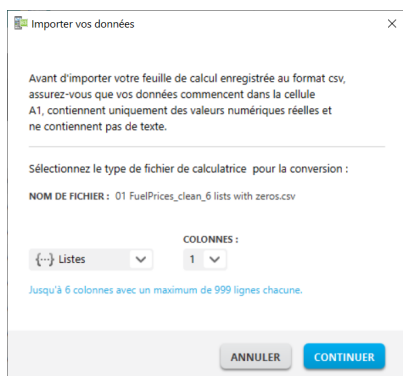 Importer vos données
Avant d'importer votre feuille de calcul enregistrée au format csv,
assurez-vous que vos données commencent dans la cellule
A1, contiennent uniquement des valeurs numériques réelles et
ne contiennent pas de texte.
Sélectionnez le type de fichier de calculatrice pour la conversion :
NOM DE FICHIER : 01 FuelPrices_clean_6 lists with zeros.csv
COLONNES :
{···} Listes 1
Jusqu'à 6 colonnes avec un maximum de 999 lignes chacune.
ANNULER CONTINUER